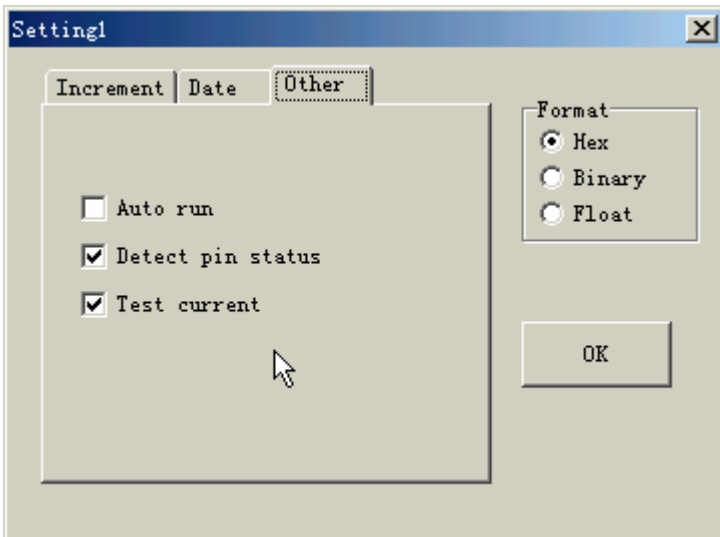 Setting1
Increment Date Other
Format
Hex
Binary
Float
Auto run
Detect pin status
Test current
OK